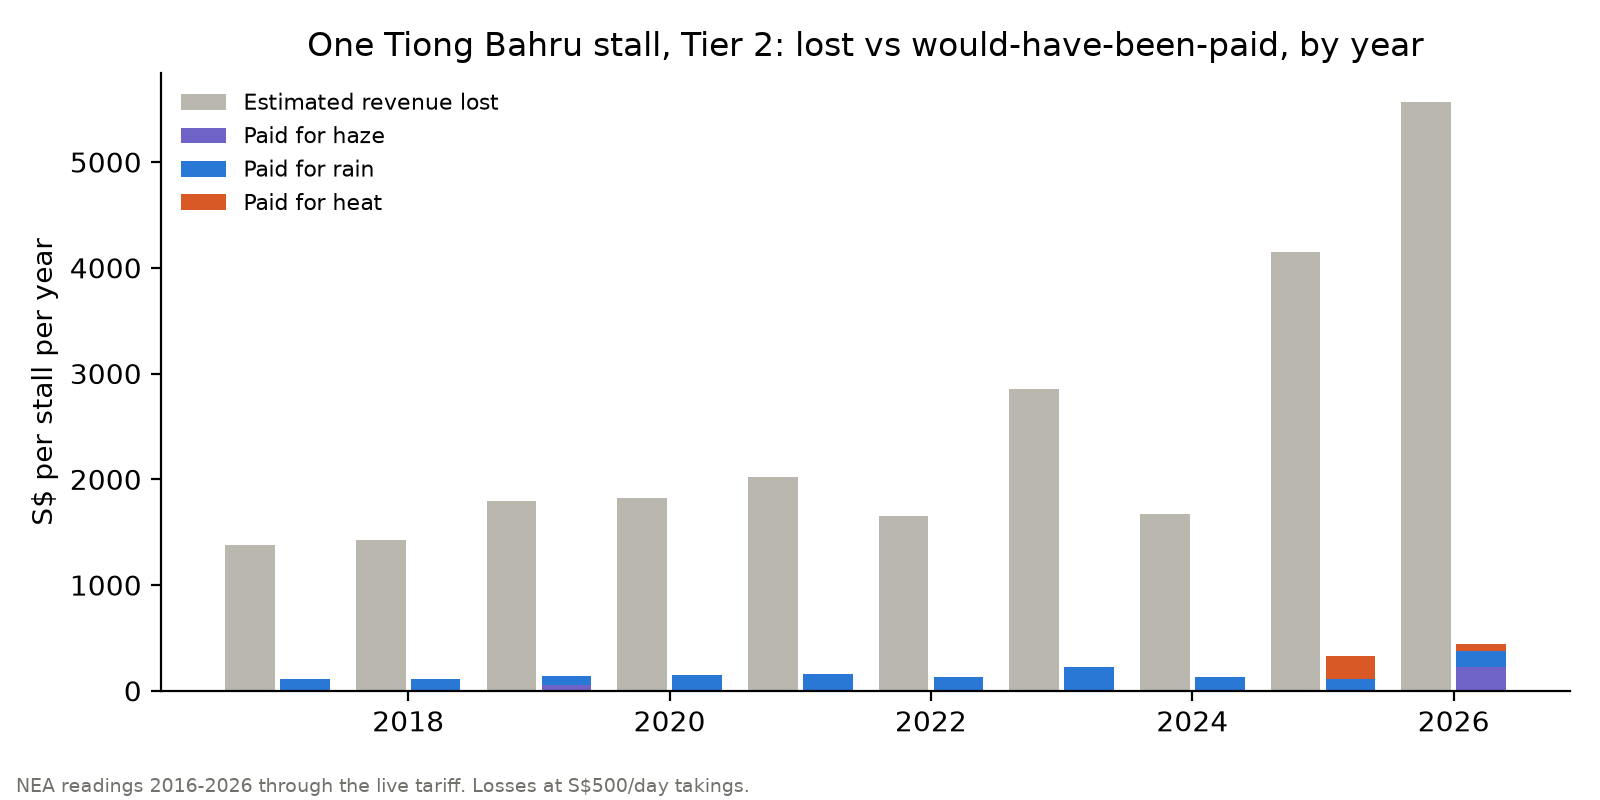 One Tiong Bahru stall, Tier 2: lost vs would-have-been-paid, by year
Estimated revenue lost
Paid for haze
Paid for rain
Paid for heat
S$ per stall per year
5000
4000
3000
2000
1000
0
2018
2020
2022
2024
2026
NEA readings 2016-2026 through the live tariff. Losses at S$500/day takings.